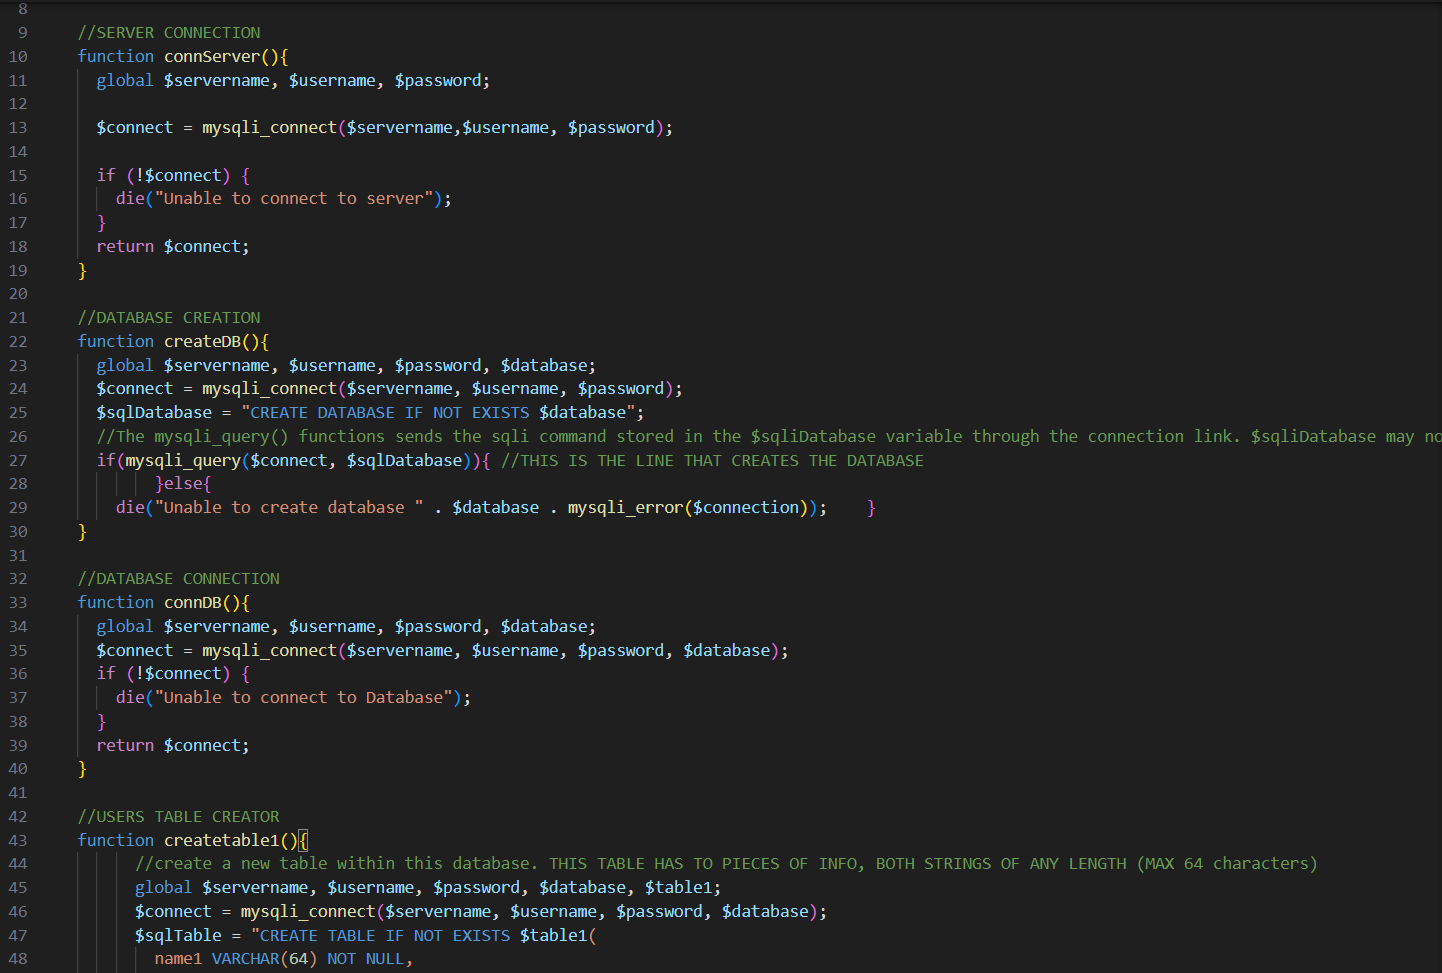 8
9 //SERVER CONNECTION
10 function connServer(){
11 global $servername, $username, $password;
12
13 $connect = mysqli_connect($servername,$username, $password);
14
15 if (!$connect) {
16 die("Unable to connect to server");
17 }
18 return $connect;
19 }
20
21 //DATABASE CREATION
22 function createDB(){
23 global $servername, $username, $password, $database;
24 $connect = mysqli_connect($servername, $username, $password);
25 $sqlDatabase = "CREATE DATABASE IF NOT EXISTS $database";
26 //The mysqli_query() functions sends the sqli command stored in the $sqliDatabase variable through the connection link. $sqliDatabase may no
27 if(mysqli_query($connect, $sqlDatabase)){ //THIS IS THE LINE THAT CREATES THE DATABASE
28 }else{
29 die("Unable to create database " . $database . mysqli_error($connection)); }
30 }
31
32 //DATABASE CONNECTION
33 function connDB(){
34 global $servername, $username, $password, $database;
35 $connect = mysqli_connect($servername, $username, $password, $database);
36 if (!$connect) {
37 die("Unable to connect to Database");
38 }
39 return $connect;
40 }
41
42 //USERS TABLE CREATOR
43 function createtable1(){
44 //create a new table within this database. THIS TABLE HAS TO PIECES OF INFO, BOTH STRINGS OF ANY LENGTH (MAX 64 characters)
45 global $servername, $username, $password, $database, $table1;
46 $connect = mysqli_connect($servername, $username, $password, $database);
47 $sqlTable = "CREATE TABLE IF NOT EXISTS $table1(
48 name1 VARCHAR(64) NOT NULL,